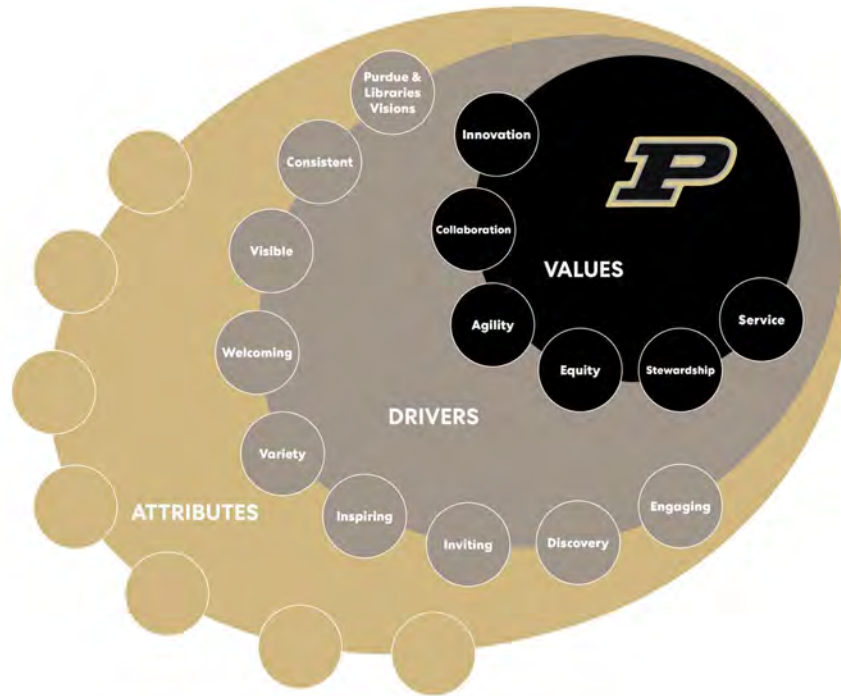 Purdue &
Libraries
Visions
Innovation
Consistent
Collaboration
Visible
VALUES
Agility
Service
Welcoming
Equity
Stewardship
DRIVERS
Variety
ATTRIBUTES
Inspiring
Engaging
Inviting
Discovery
P